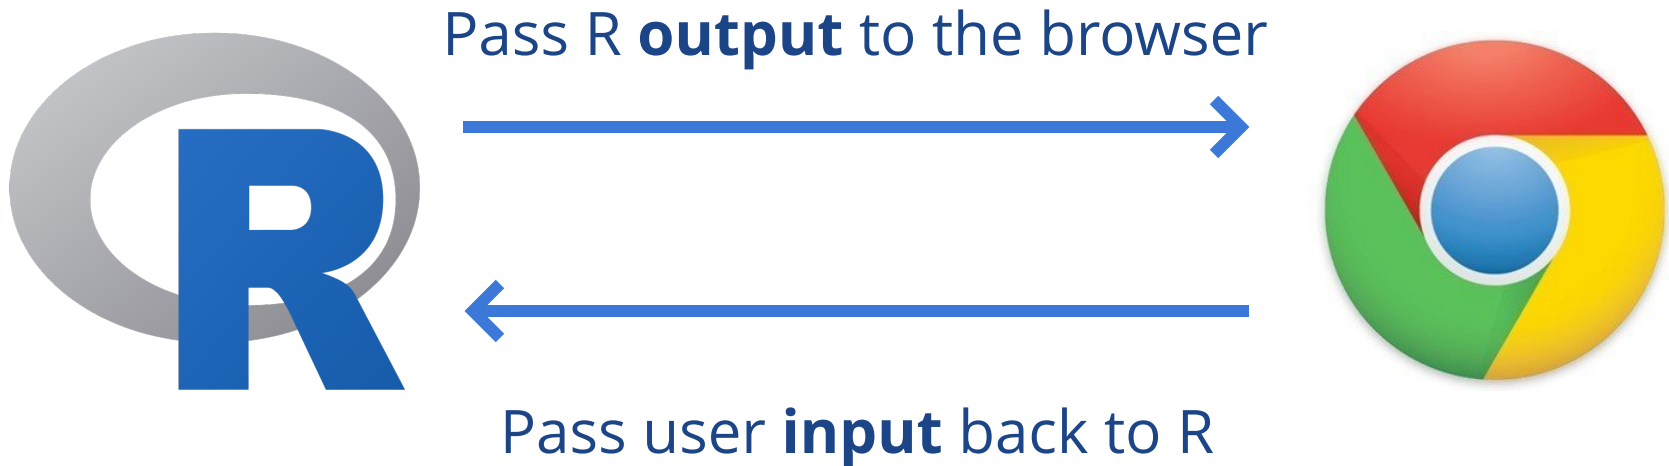 Pass R output to the browser
R
Pass user input back to R